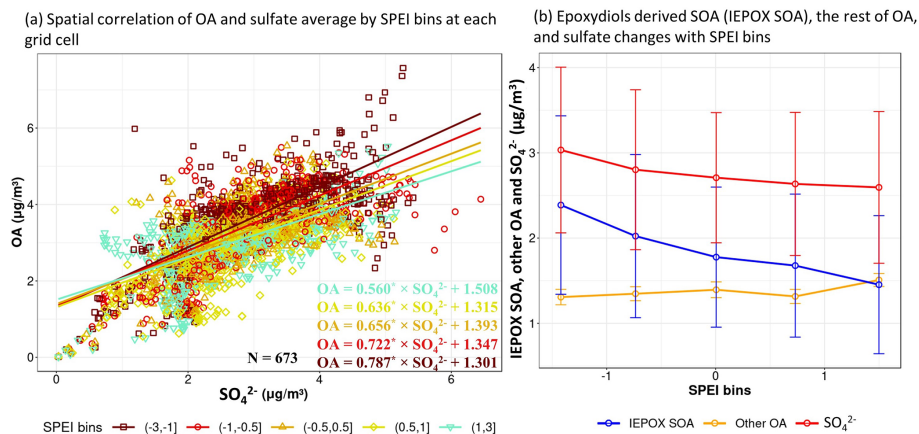 (a) Spatial correlation of OA and sulfate average by SPEI bins at each
grid cell
OA (μg/m³)
6
4
2
0
0
2
4
6
SO₄²⁻ (μg/m³)
OA = 0.560* × SO₄²⁻ + 1.508
OA = 0.636* × SO₄²⁻ + 1.315
OA = 0.656* × SO₄²⁻ + 1.393
OA = 0.722* × SO₄²⁻ + 1.347
N = 673
OA = 0.787* × SO₄²⁻ + 1.301
SPEI bins (-3,-1] (-1,-0.5] (-0.5,0.5] (0.5,1] (1,3]
(b) Epoxydiols derived SOA (IEPOX SOA), the rest of OA,
and sulfate changes with SPEI bins
IEPOX SOA, other OA and SO₄²⁻ (μg/m³)
4
3
2
1
-1
0
1
SPEI bins
IEPOX SOA Other OA SO₄²⁻